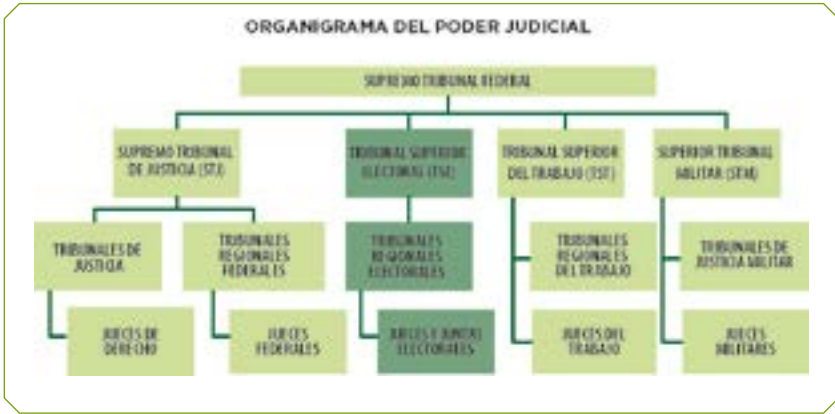 ORGANIGRAMA DEL PODER JUDICIAL
SUPREMO TRIBUNAL FEDERAL
SUPREMO TRIBUNAL
DE JUSTICIA (STJ)
TRIBUNAL SUPERIOR
ELECTORAL (TSE)
TRIBUNAL SUPERIOR
DEL TRABAJO (TST)
SUPERIOR TRIBUNAL
MILITAR (STM)
TRIBUNALES DE
JUSTICIA
TRIBUNALES
REGIONALES
FEDERALES
TRIBUNALES
REGIONALES
ELECTORALES
TRIBUNALES
REGIONALES
DEL TRABAJO
TRIBUNALES DE
JUSTICIA MILITAR
JUECES DE
DERECHO
JUECES
FEDERALES
JUECES Y JUNTAS
ELECTORALES
JUECES DEL
TRABAJO
JUECES
MILITARES